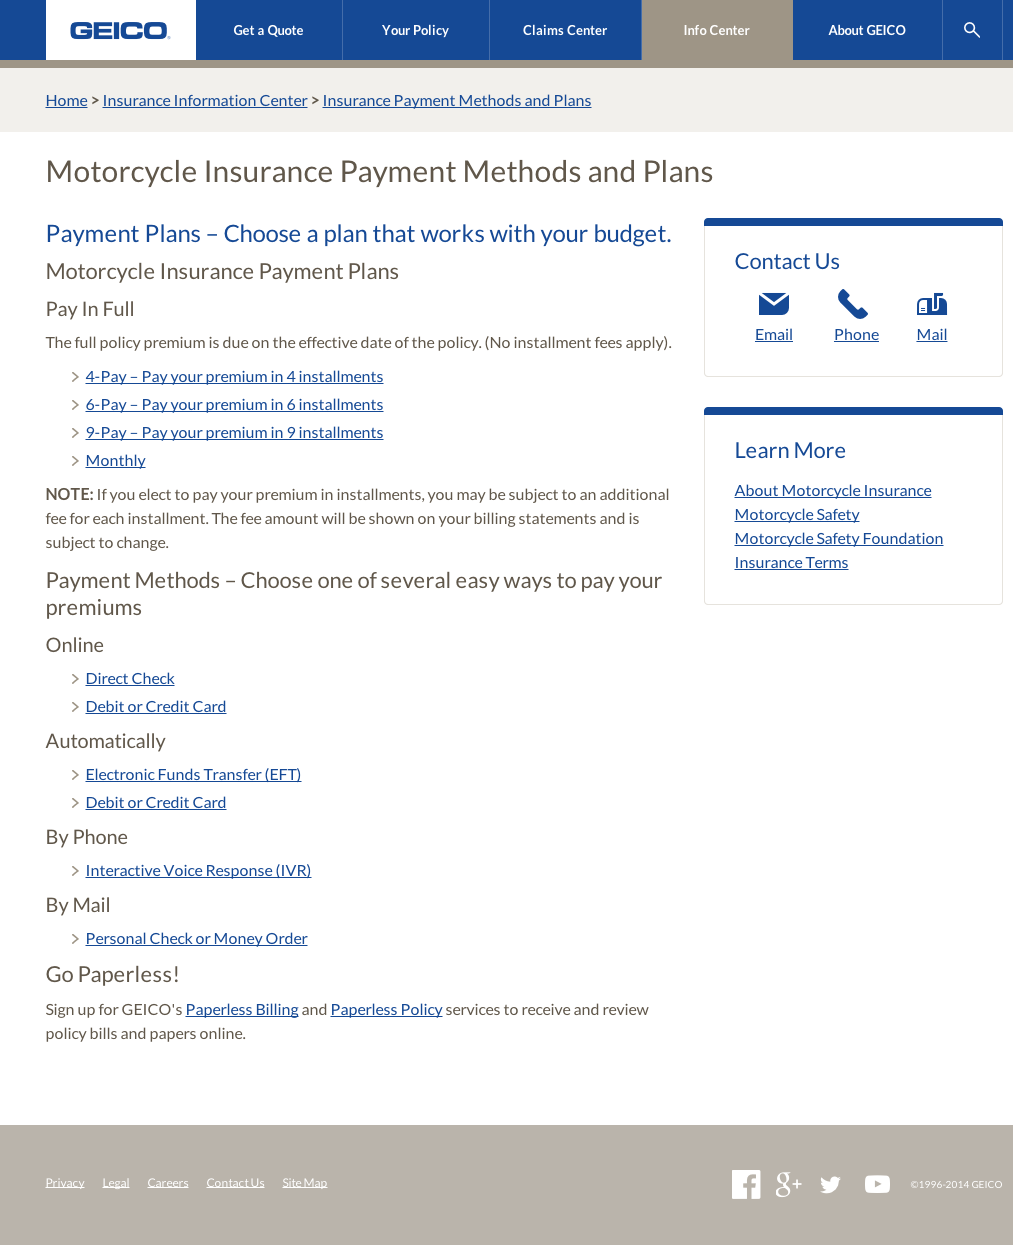 GEICO
Get a Quote
Your Policy
Claims Center
Info Center
About GEICO
Home > Insurance Information Center > Insurance Payment Methods and Plans
Motorcycle Insurance Payment Methods and Plans
Payment Plans – Choose a plan that works with your budget.
Motorcycle Insurance Payment Plans
Pay In Full
The full policy premium is due on the effective date of the policy. (No installment fees apply).
4-Pay – Pay your premium in 4 installments
6-Pay – Pay your premium in 6 installments
9-Pay – Pay your premium in 9 installments
Monthly
NOTE: If you elect to pay your premium in installments, you may be subject to an additional
fee for each installment. The fee amount will be shown on your billing statements and is
subject to change.
Payment Methods – Choose one of several easy ways to pay your
premiums
Online
Direct Check
Debit or Credit Card
Automatically
Electronic Funds Transfer (EFT)
Debit or Credit Card
By Phone
Interactive Voice Response (IVR)
By Mail
Personal Check or Money Order
Go Paperless!
Sign up for GEICO's Paperless Billing and Paperless Policy services to receive and review
policy bills and papers online.
Contact Us
Email
Phone
Mail
Learn More
About Motorcycle Insurance
Motorcycle Safety
Motorcycle Safety Foundation
Insurance Terms
Privacy
Legal
Careers
Contact Us
Site Map
©1996-2014 GEICO